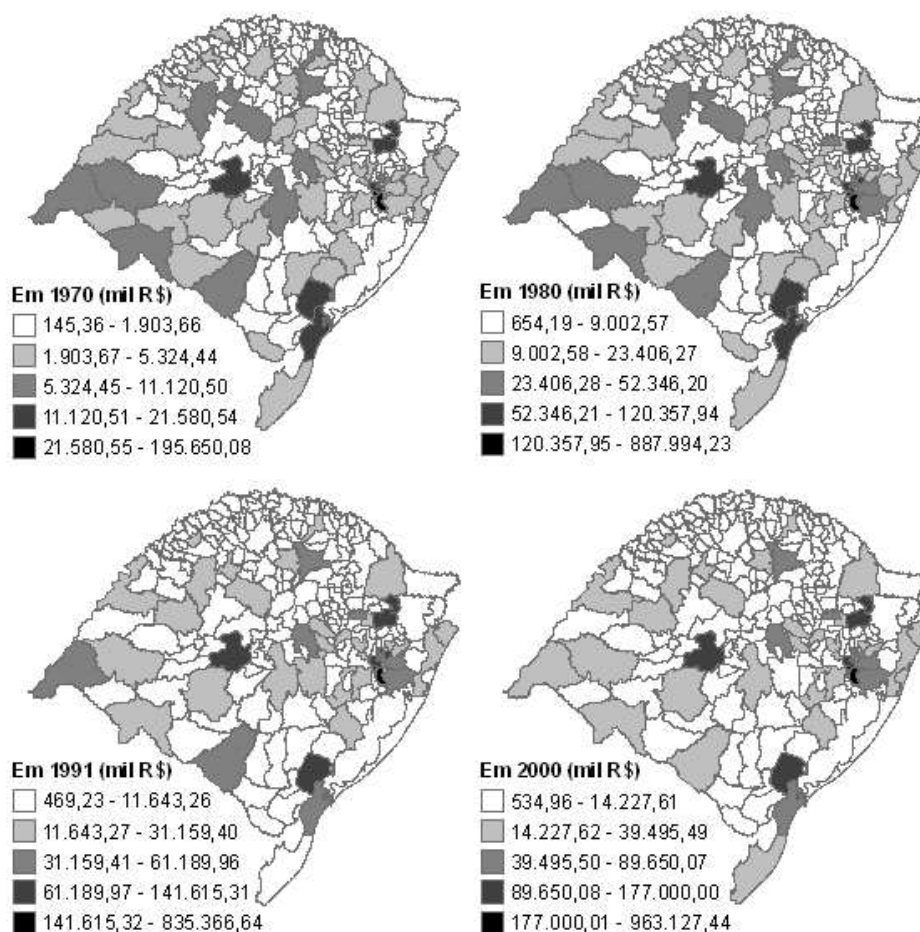 Em 1970 (mil R$)
145,36 - 1.903,66
1.903,67 - 5.324,44
5.324,45 - 11.120,50
11.120,51 - 21.580,54
21.580,55 - 195.650,08
Em 1980 (mil R$)
654,19 - 9.002,57
9.002,58 - 23.406,27
23.406,28 - 52.346,20
52.346,21 - 120.357,94
120.357,95 - 887.994,23
Em 1991 (mil R$)
469,23 - 11.643,26
11.643,27 - 31.159,40
31.159,41 - 61.189,96
61.189,97 - 141.615,31
141.615,32 - 835.366,64
Em 2000 (mil R$)
534,96 - 14.227,61
14.227,62 - 39.495,49
39.495,50 - 89.650,07
89.650,08 - 177.000,00
177.000,01 - 963.127,44